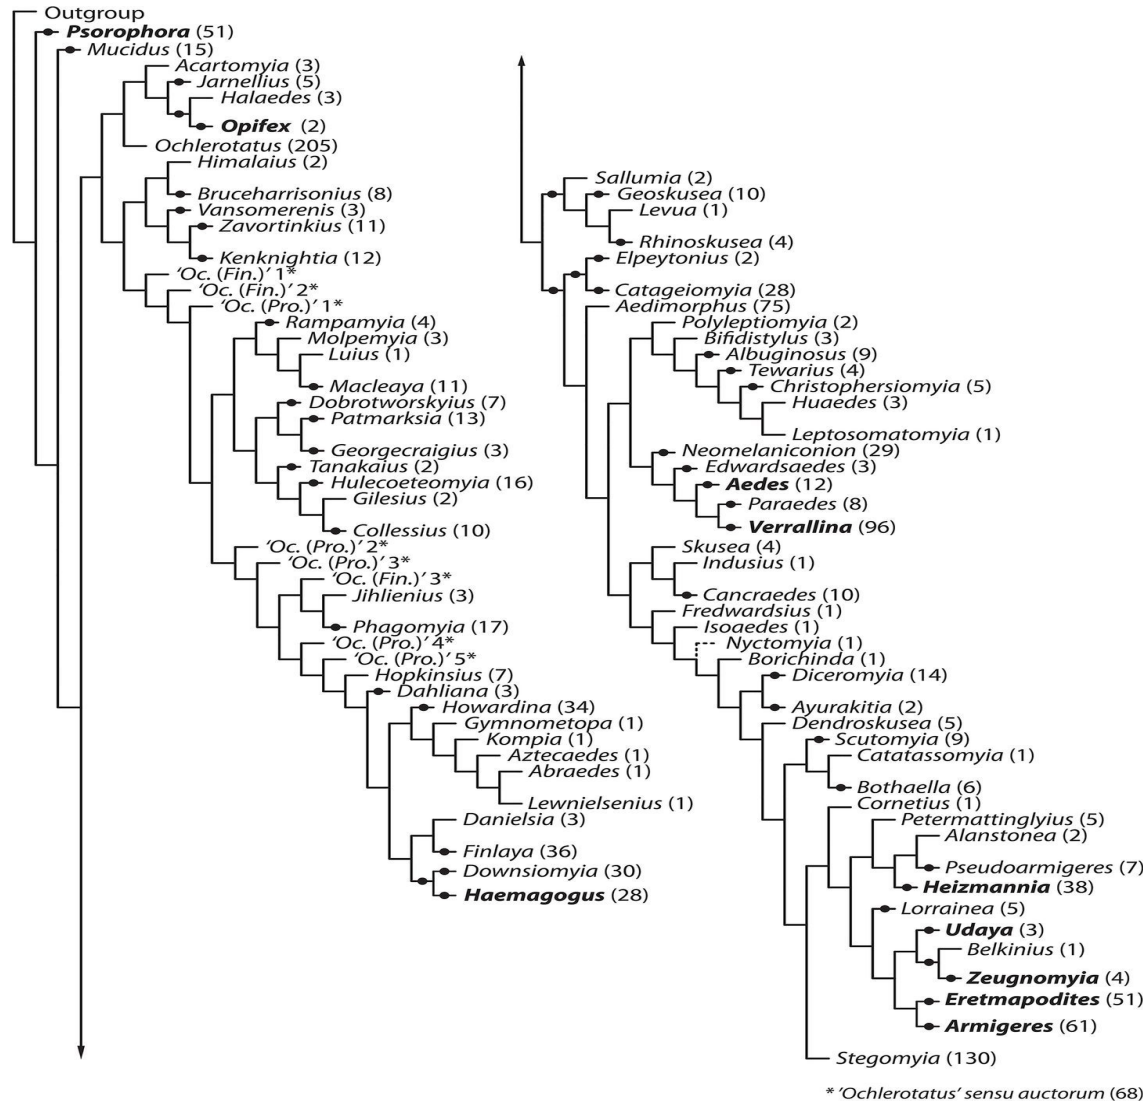 Outgroup
Psorophora (51)
Mucidus (15)
Acartomyia (3)
Jarnellius (5)
Halaedes (3)
Opifex (2)
Ochlerotatus (205)
Himalaius (2)
Bruceharrisonius (8)
Vansomerenis (3)
Zavortinkius (11)
Kenknightia (12)
'Oc. (Fin.)' 1*
'Oc. (Fin.)' 2*
'Oc. (Pro.)' 1*
Rampamyia (4)
Molpemyia (3)
Luius (1)
Macleaya (11)
Dobrotworskyius (7)
Patmarksia (13)
Georgecraigius (3)
Tanakaius (2)
Hulecoeteomyia (16)
Gilesius (2)
Collessius (10)
'Oc. (Pro.)' 2*
'Oc. (Pro.)' 3*
'Oc. (Fin.)' 3*
Jihlienius (3)
Phagomyia (17)
'Oc. (Pro.)' 4*
'Oc. (Pro.)' 5*
Hopkinsius (7)
Dahliana (3)
Howardina (34)
Gymnometopa (1)
Kompia (1)
Aztecaedes (1)
Abraedes (1)
Lewnielsenius (1)
Danielsia (3)
Finlaya (36)
Downsiomyia (30)
Haemagogus (28)
Sallumia (2)
Geoskusea (10)
Levua (1)
Rhinoskusea (4)
Elpeytonius (2)
Catageiomyia (28)
Aedimorphus (75)
Polyleptiomyia (2)
Bifidistylus (3)
Albuginosus (9)
Tewarius (4)
Christophersiomyia (5)
Huaedes (3)
Leptosomatomyia (1)
Neomelaniconion (29)
Edwardsaedes (3)
Aedes (12)
Paraedes (8)
Verrallina (96)
Skusea (4)
Indusius (1)
Cancraedes (10)
Fredwardsius (1)
Isoaedes (1)
Nyctomyia (1)
Borichinda (1)
Diceromyia (14)
Ayurakitia (2)
Dendroskusea (5)
Scutomyia (9)
Catatassomyia (1)
Bothaella (6)
Cornetius (1)
Petermattinglyius (5)
Alanstonea (2)
Pseudoarmigeres (7)
Heizmannia (38)
Lorrainea (5)
Udaya (3)
Belkinius (1)
Zeugnomyia (4)
Eretmapodites (51)
Armigeres (61)
Stegomyia (130)
* 'Ochlerotatus' sensu auctorum (68)